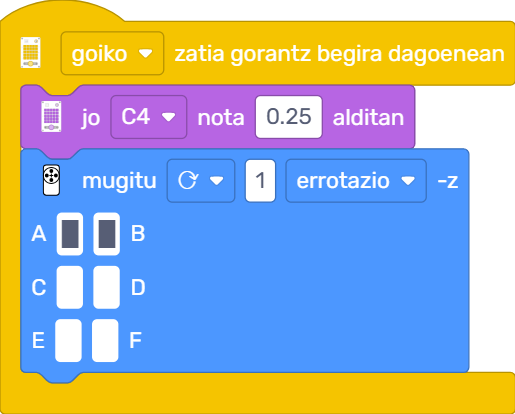 goiko zatia gorantz begira dagoenean
jo C4 nota 0.25 alditan
mugitu 1 errotazio -z
A B
C D
E F